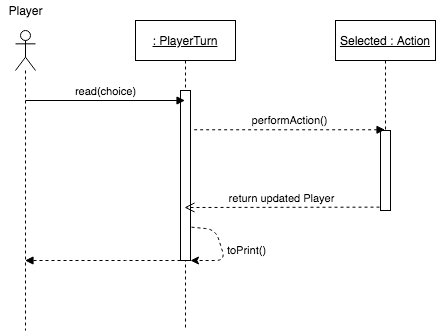 Player
: PlayerTurn
Selected : Action
read(choice)
performAction()
return updated Player
toPrint()